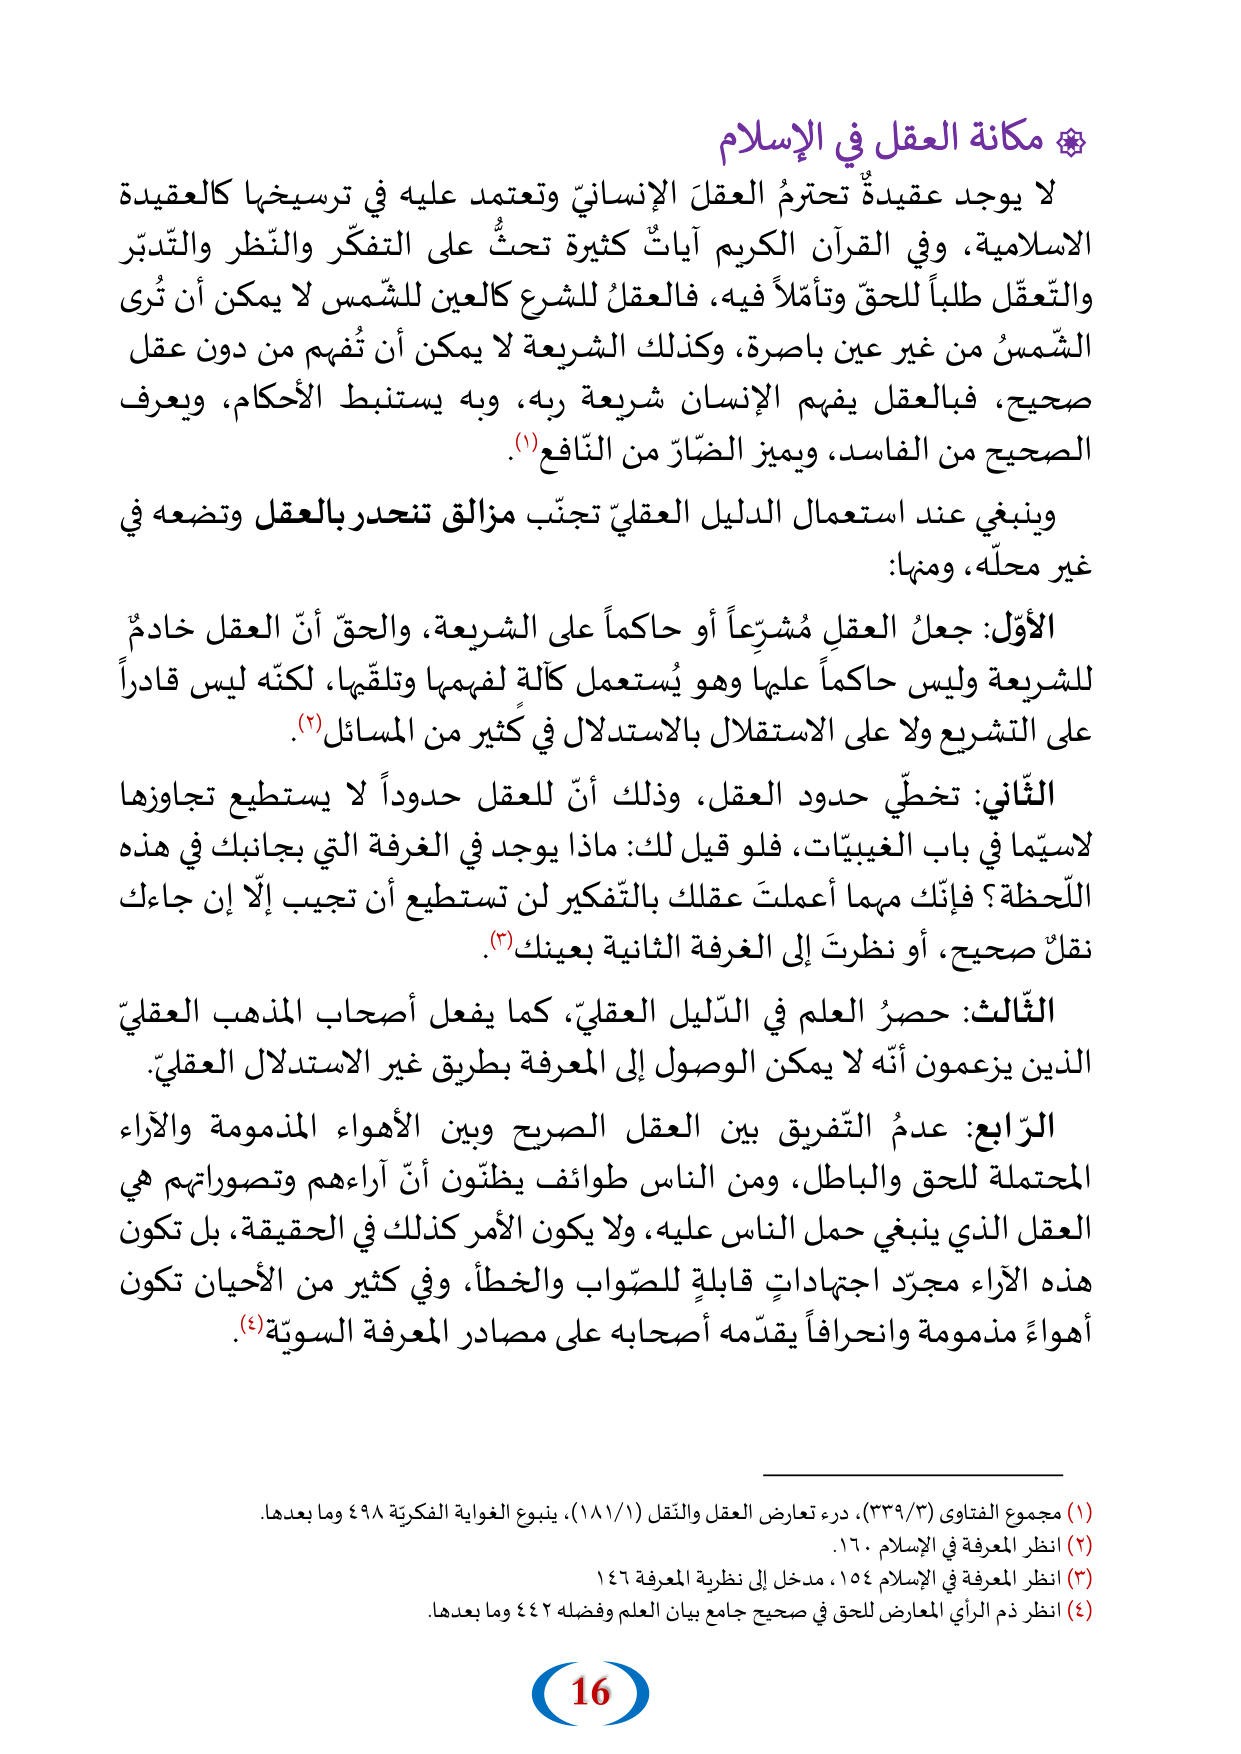 مكانة العقل في الإسلام
لا يوجد عقيدةٌ تحترمُ العقلَ الإنسانيّ وتعتمد عليه في ترسيخها كالعقيدة
الاسلامية، وفي القرآن الكريم آياتٌ كثيرة تحثُّ على التفكّر والنّظر والتّدبّر
والتّعقّل طلباً للحقّ وتأمّلاً فيه، فالعقلُ للشرع كالعين للشّمس لا يمكن أن تُرى
الشّمسُ من غير عين باصرة، وكذلك الشريعة لا يمكن أن تُفهم من دون عقل
صحيح، فبالعقل يفهم الإنسان شريعة ربه، وبه يستنبط الأحكام، ويعرف
الصحيح من الفاسد، ويميز الضّارّ من النّافع(١).
وينبغي عند استعمال الدليل العقليّ تجنّب مزالق تنحدر بالعقل وتضعه في
غير محلّه، ومنها:
الأوّل: جعلُ العقلِ مُشرِّعاً أو حاكماً على الشريعة، والحقّ أنّ العقل خادمٌ
للشريعة وليس حاكماً عليها وهو يُستعمل كآلةٍ لفهمها وتلقّيها، لكنّه ليس قادراً
على التشريع ولا على الاستقلال بالاستدلال في كثير من المسائل(٢).
الثّاني: تخطّي حدود العقل، وذلك أنّ للعقل حدوداً لا يستطيع تجاوزها
لاسيّما في باب الغيبيّات، فلو قيل لك: ماذا يوجد في الغرفة التي بجانبك في هذه
اللّحظة؟ فإنّك مهما أعملتَ عقلك بالتّفكير لن تستطيع أن تجيب إلّا إن جاءك
نقلٌ صحيح، أو نظرتَ إلى الغرفة الثانية بعينك(٣).
الثّالث: حصرُ العلم في الدّليل العقليّ، كما يفعل أصحاب المذهب العقليّ
الذين يزعمون أنّه لا يمكن الوصول إلى المعرفة بطريق غير الاستدلال العقليّ.
الرّابع: عدمُ التّفريق بين العقل الصريح وبين الأهواء المذمومة والآراء
المحتملة للحق والباطل، ومن الناس طوائف يظنّون أنّ آراءهم وتصوراتهم هي
العقل الذي ينبغي حمل الناس عليه، ولا يكون الأمر كذلك في الحقيقة، بل تكون
هذه الآراء مجرّد اجتهاداتٍ قابلةٍ للصّواب والخطأ، وفي كثير من الأحيان تكون
أهواءً مذمومة وانحرافاً يقدّمه أصحابه على مصادر المعرفة السويّة(٤).
(١) مجموع الفتاوى (٣٣٩/٣)، درء تعارض العقل والنّقل (١٨١/١)، ينبوع الغواية الفكريّة ٤٩٨ وما بعدها.
(٢) انظر المعرفة في الإسلام ١٦٠.
(٣) انظر المعرفة في الإسلام ١٥٤، مدخل إلى نظرية المعرفة ١٤٦
(٤) انظر ذم الرأي المعارض للحق في صحيح جامع بيان العلم وفضله ٤٤٢ وما بعدها.
16